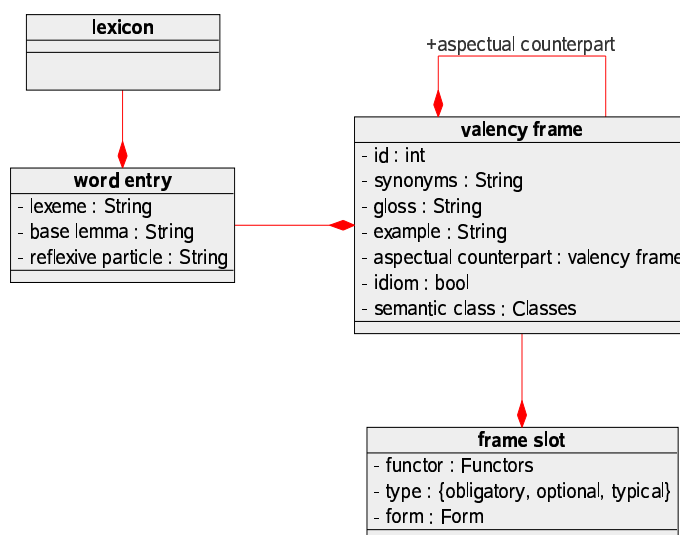 lexicon
+aspectual counterpart
valency frame
- id : int
- synonyms : String
- gloss : String
- example : String
- aspectual counterpart : valency frame
- idiom : bool
- semantic class : Classes
word entry
- lexeme : String
- base lemma : String
- reflexive particle : String
frame slot
- functor : Functors
- type : {obligatory, optional, typical}
- form : Form